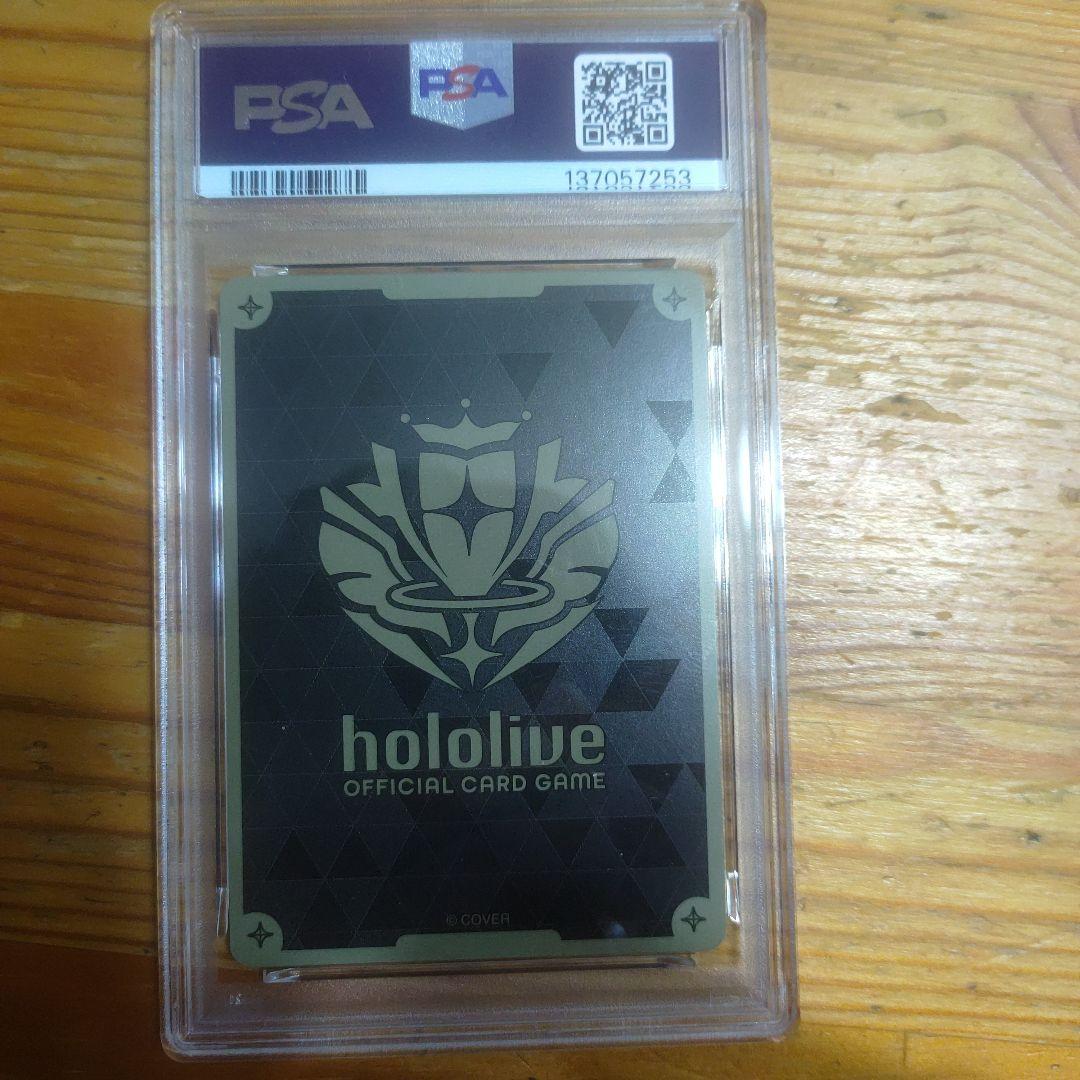 PSA
PSA
137057253
hololive
OFFICIAL CARD GAME
© COVER